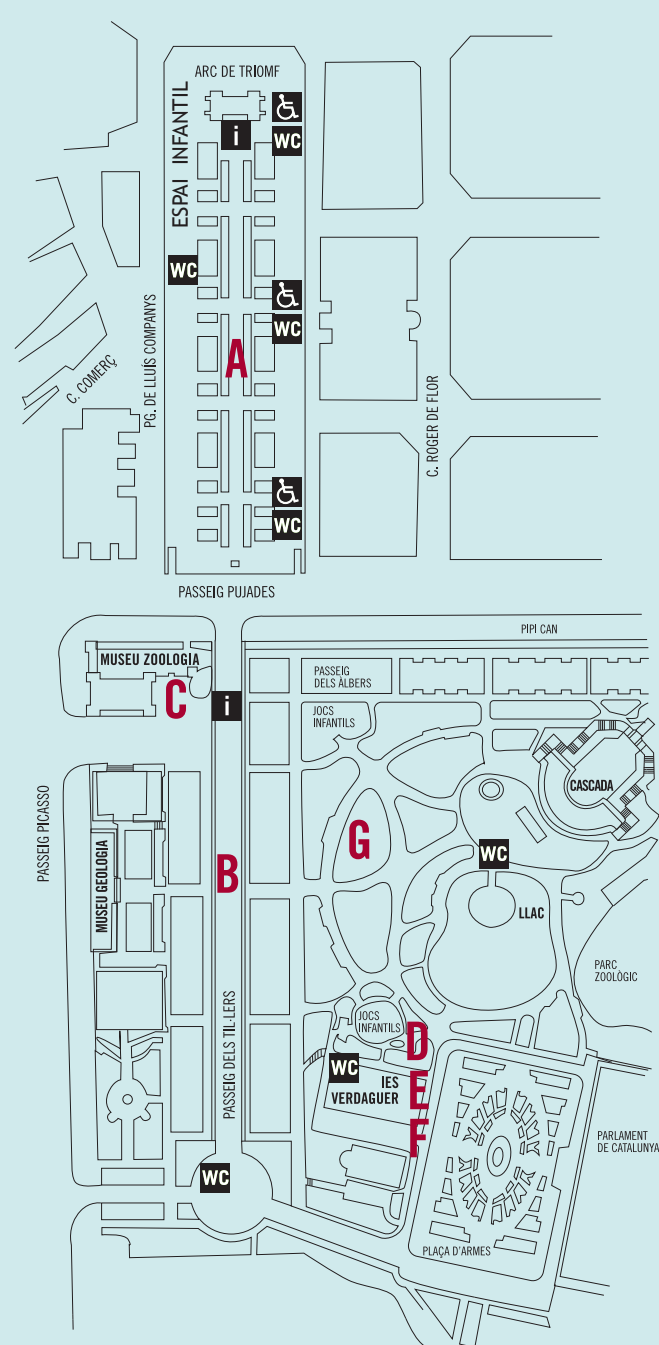 ARC DE TRIOMF
ESPAI INFANTIL
i
WC
WC
WC
A
PG. DE LLUÍS COMPANYS
C. COMERÇ
C. ROGER DE FLOR
WC
PASSEIG PUJADES
PIPI CAN
MUSEU ZOOLOGIA
PASSEIG
DELS ÀLBERS
C
i
JOCS
INFANTILS
CASCADA
PASSEIG PICASSO
G
WC
B
MUSEU GEOLOGIA
LLAC
PARC
ZOOLÒGIC
JOCS
INFANTILS
D
PASSEIG DELS TIL·LERS
WC
IES
VERDAGUER
E
F
PARLAMENT
DE CATALUNYA
WC
PLAÇA D'ARMES